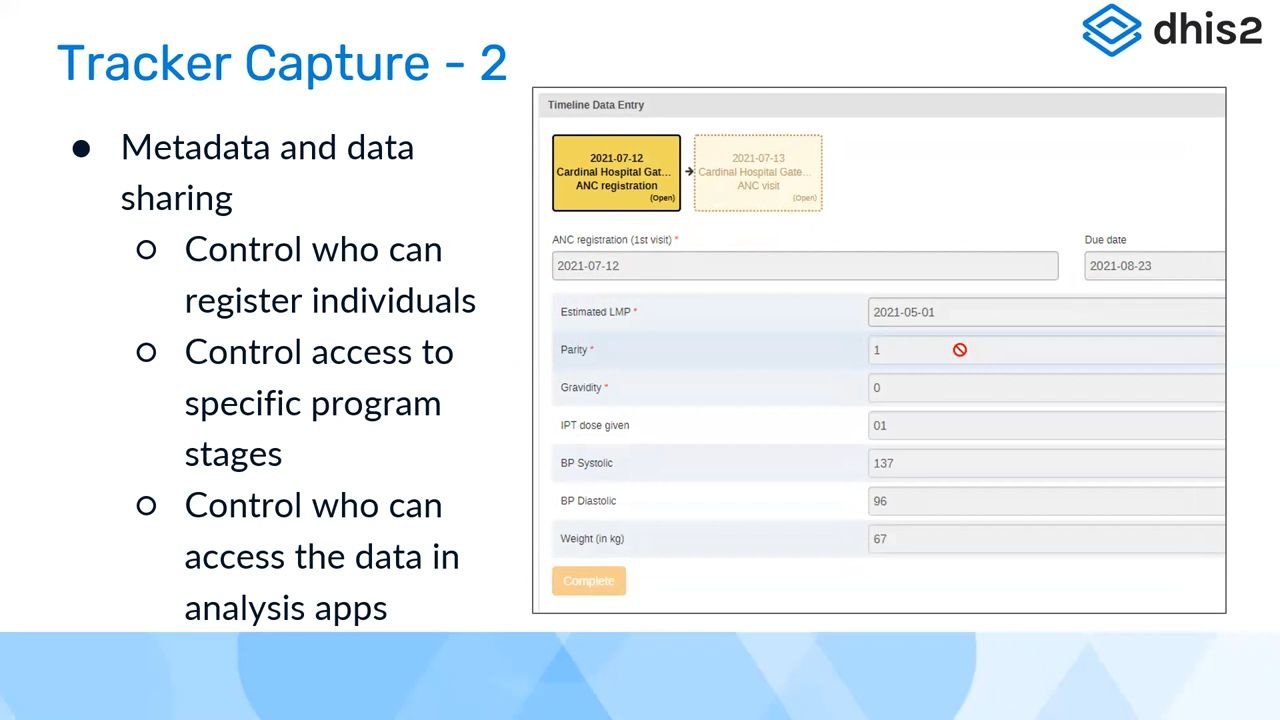 dhis2
Tracker Capture - 2
● Metadata and data
sharing
○ Control who can
register individuals
○ Control access to
specific program
stages
○ Control who can
access the data in
analysis apps
Timeline Data Entry
2021-07-12
Cardinal Hospital Gat...
ANC registration
(Open)
2021-07-13
Cardinal Hospital Gate...
ANC visit
(Open)
ANC registration (1st visit) *
Due date
2021-07-12
2021-08-23
Estimated LMP * 2021-05-01
Parity * 1
Gravidity * 0
IPT dose given 01
BP Systolic 137
BP Diastolic 96
Weight (in kg) 67
Complete